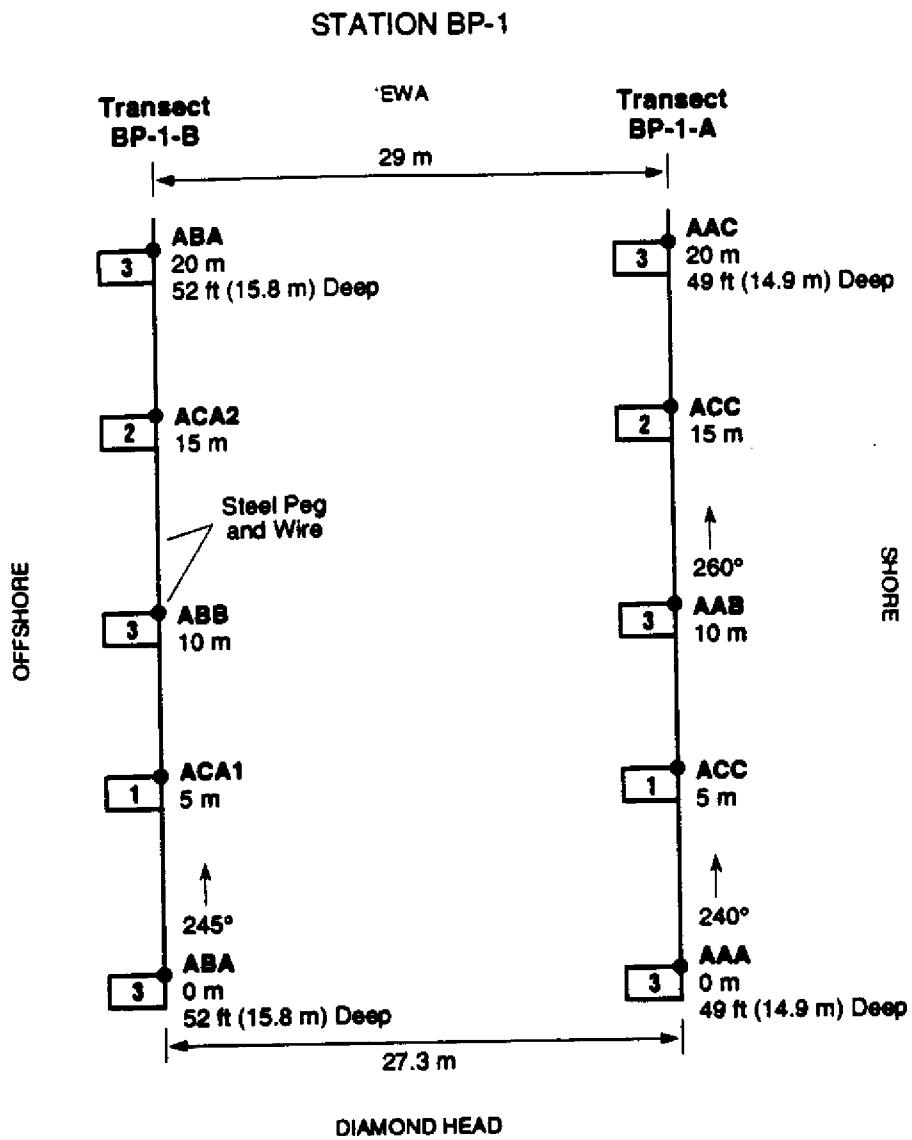 STATION BP-1
EWA
Transect
BP-1-B
Transect
BP-1-A
29 m
ABA
20 m
52 ft (15.8 m) Deep
3
AAC
20 m
49 ft (14.9 m) Deep
3
ACA2
15 m
2
ACC
15 m
2
Steel Peg
and Wire
260°
OFFSHORE
SHORE
ABB
10 m
3
AAB
10 m
3
ACA1
5 m
1
ACC
5 m
1
245°
240°
ABA
0 m
52 ft (15.8 m) Deep
3
AAA
0 m
49 ft (14.9 m) Deep
3
27.3 m
DIAMOND HEAD